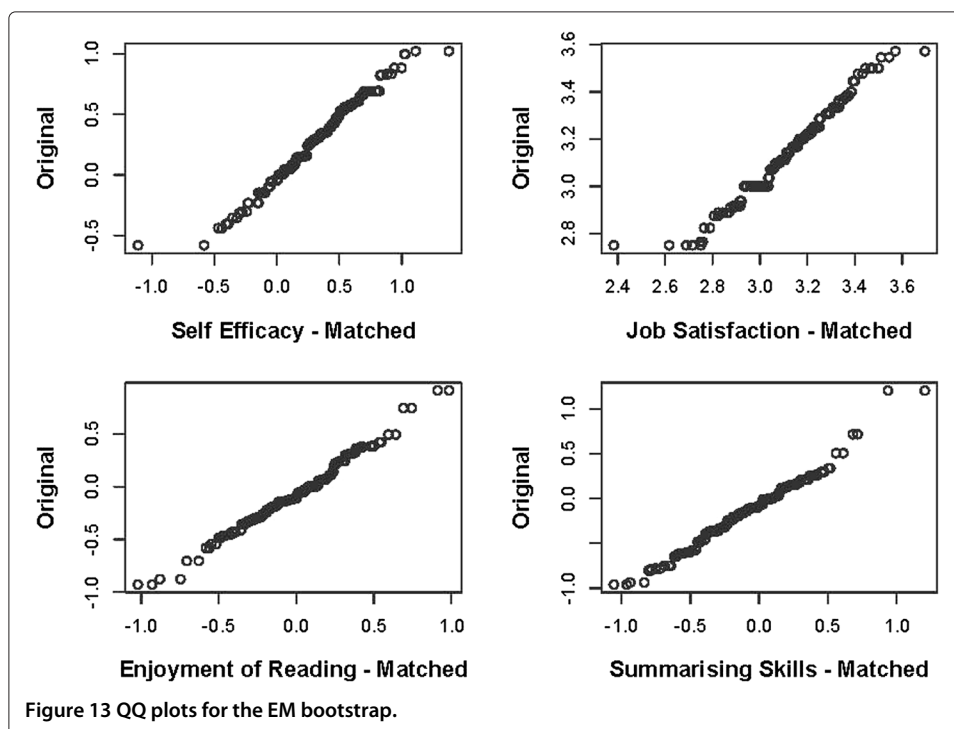 Original
1.0
0.5
0.0
-0.5
-1.0 -0.5 0.0 0.5 1.0
Self Efficacy - Matched
Original
3.6
3.4
3.2
3.0
2.8
2.4 2.6 2.8 3.0 3.2 3.4 3.6
Job Satisfaction - Matched
Original
0.5
0.0
-0.5
-1.0
-1.0 -0.5 0.0 0.5 1.0
Enjoyment of Reading - Matched
Original
1.0
0.5
0.0
-1.0
-1.0 -0.5 0.0 0.5 1.0
Summarising Skills - Matched
Figure 13 QQ plots for the EM bootstrap.